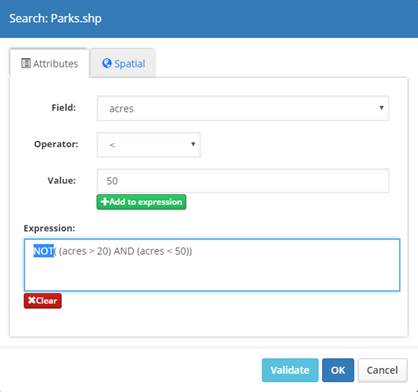 Search: Parks.shp
Attributes
Spatial
Field: acres
Operator: <
Value: 50
Add to expression
Expression:
NOT( (acres > 20) AND (acres < 50))
Clear
Validate OK Cancel